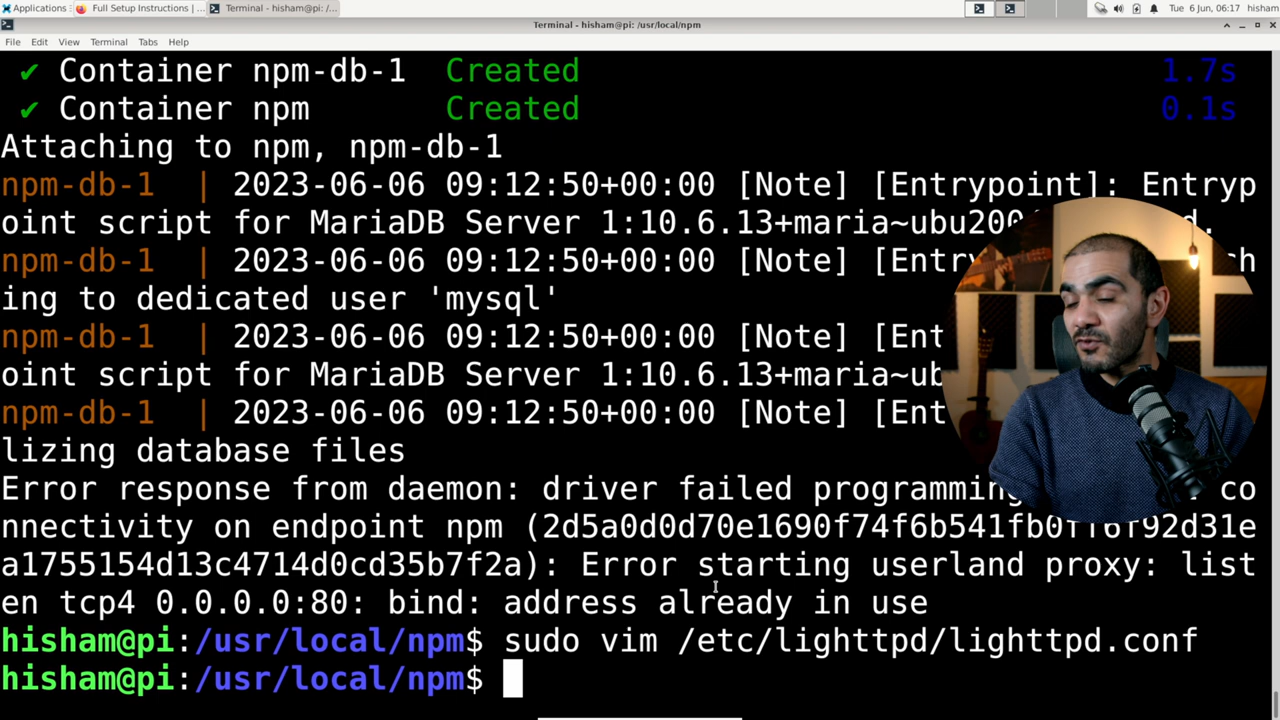 Applications
Full Setup Instructions | ...
Terminal - hisham@pi: /...
Tue 6 Jun, 06:17
hisham
Terminal - hisham@pi: /usr/local/npm
File Edit View Terminal Tabs Help
✔ Container npm-db-1 Created 1.7s
✔ Container npm Created 0.1s
Attaching to npm, npm-db-1
npm-db-1 | 2023-06-06 09:12:50+00:00 [Note] [Entrypoint]: Entryp
oint script for MariaDB Server 1:10.6.13+maria~ubu200
npm-db-1 | 2023-06-06 09:12:50+00:00 [Note] [Entry
ing to dedicated user 'mysql'
npm-db-1 | 2023-06-06 09:12:50+00:00 [Note] [Ent
oint script for MariaDB Server 1:10.6.13+maria~ub
npm-db-1 | 2023-06-06 09:12:50+00:00 [Note] [Ent
lizing database files
Error response from daemon: driver failed programming co
nnectivity on endpoint npm (2d5a0d0d70e1690f74f6b541fb0ff6f92d31e
a1755154d13c4714d0cd35b7f2a): Error starting userland proxy: list
en tcp4 0.0.0.0:80: bind: address already in use
hisham@pi:/usr/local/npm$ sudo vim /etc/lighttpd/lighttpd.conf
hisham@pi:/usr/local/npm$